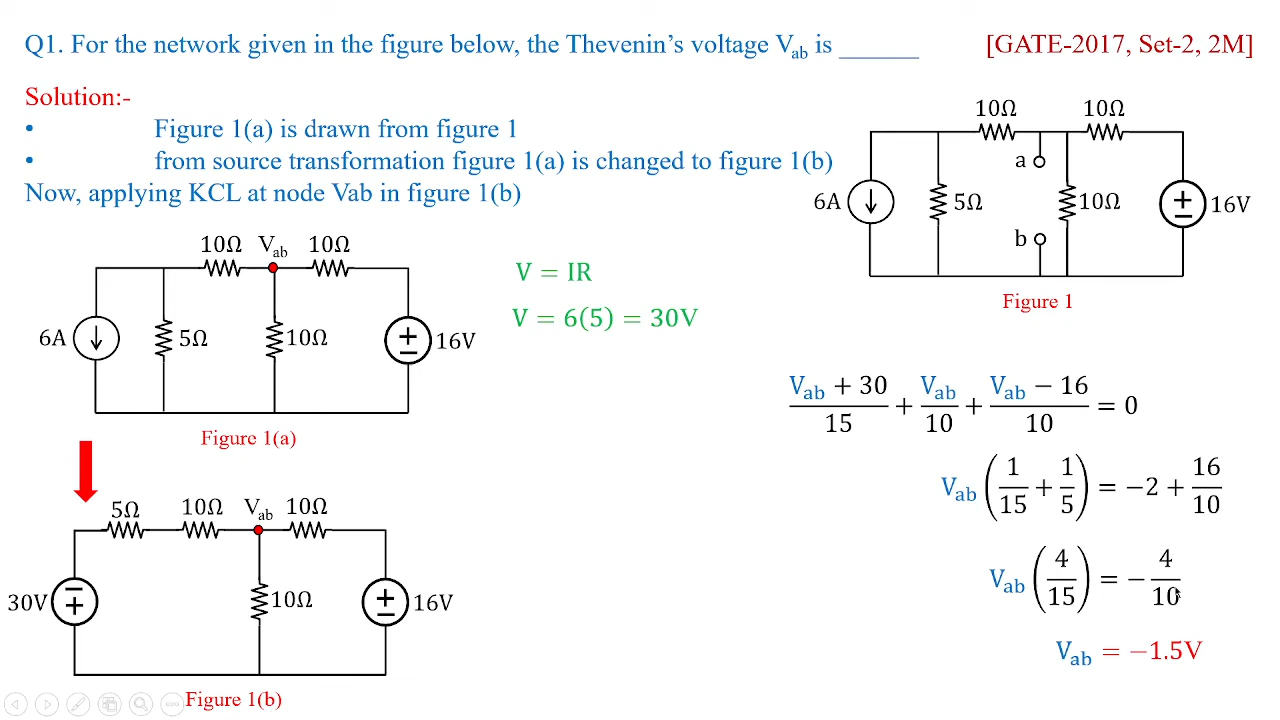 Q1. For the network given in the figure below, the Thevenin's voltage Vab is ______ [GATE-2017, Set-2, 2M]
Solution:-
• Figure 1(a) is drawn from figure 1
• from source transformation figure 1(a) is changed to figure 1(b)
Now, applying KCL at node Vab in figure 1(b)
10Ω 10Ω
a
6A 5Ω 10Ω + − 16V
b
Figure 1
10Ω Vab 10Ω
6A 5Ω 10Ω + − 16V
Figure 1(a)
V = IR
V = 6(5) = 30V
5Ω 10Ω Vab 10Ω
30V − + 10Ω + − 16V
Figure 1(b)
(Vab + 30)/15 + Vab/10 + (Vab − 16)/10 = 0
Vab (1/15 + 1/5) = −2 + 16/10
Vab (4/15) = − 4/10
Vab = −1.5V